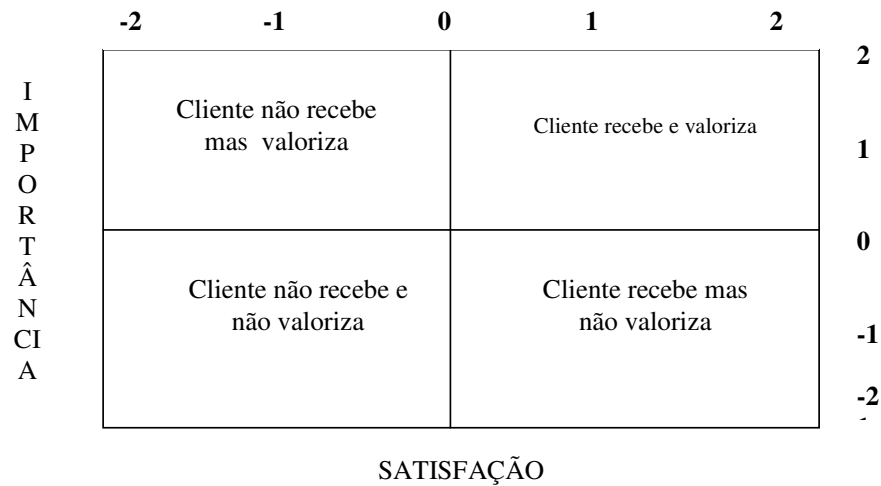 -2 -1 0 1 2
2
1
0
-1
-2
I
M
P
O
R
T
Â
N
CI
A
Cliente não recebe
mas valoriza
Cliente recebe e valoriza
Cliente não recebe e
não valoriza
Cliente recebe mas
não valoriza
SATISFAÇÃO